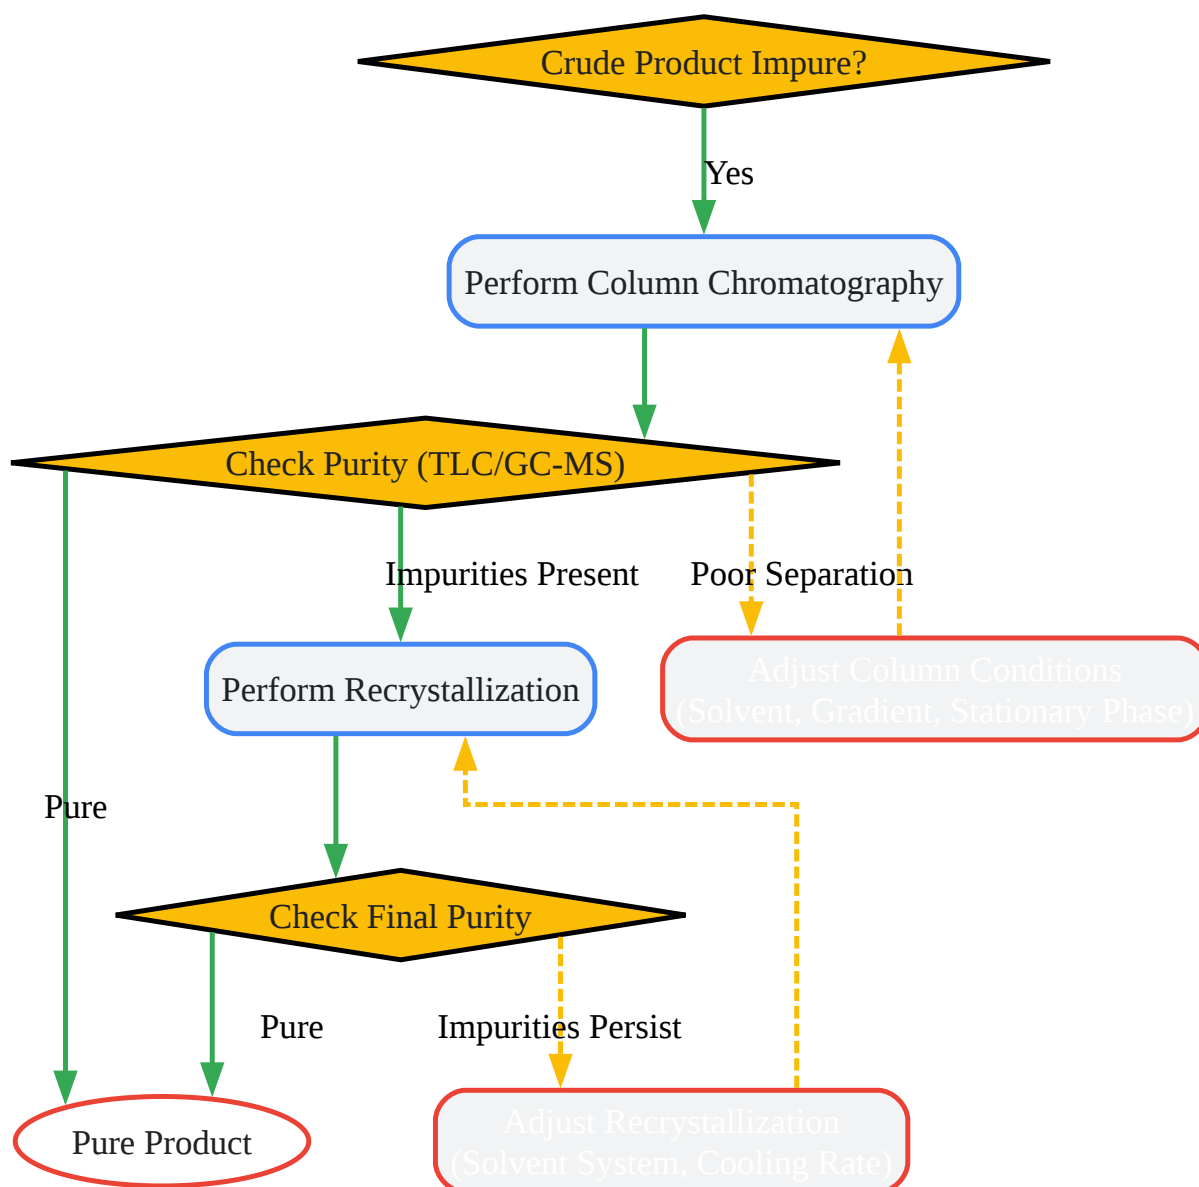 Crude Product Impure?
Yes
Perform Column Chromatography
Check Purity (TLC/GC-MS)
Impurities Present
Poor Separation
Adjust Column Conditions
(Solvent, Gradient, Stationary Phase)
Perform Recrystallization
Pure
Check Final Purity
Pure
Impurities Persist
Adjust Recrystallization
(Solvent System, Cooling Rate)
Pure Product